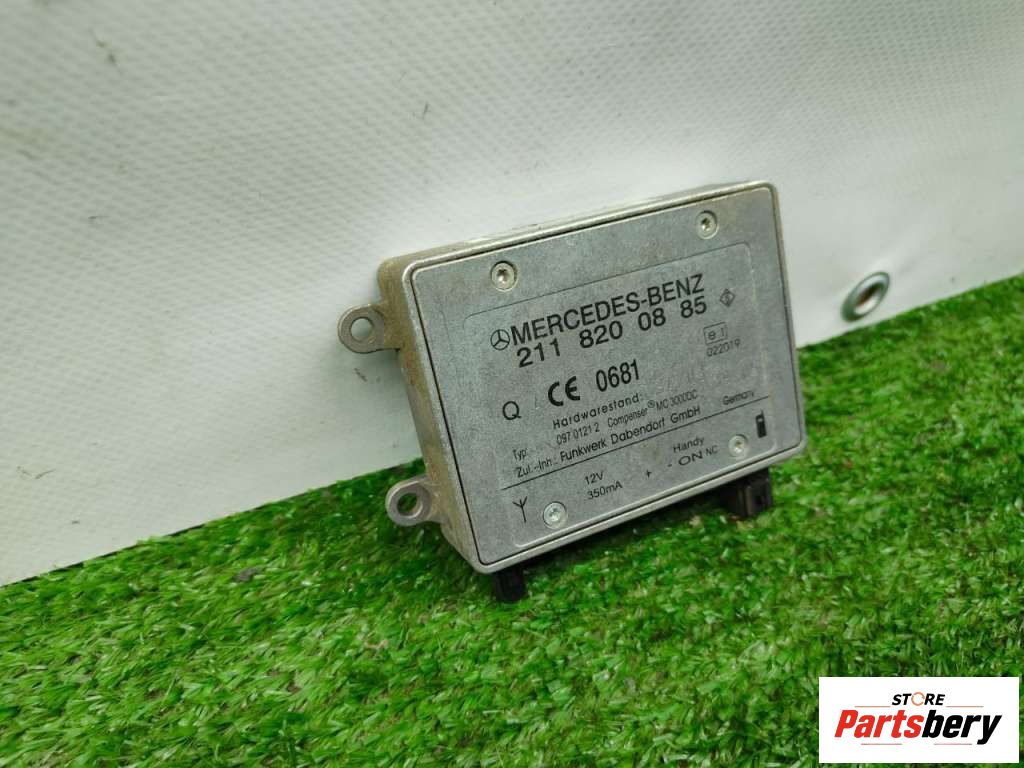 MERCEDES-BENZ
211 820 08 85
Q CE 0681
e1
022019
Hardwarestand:
Typ: 097 0121 2 Compenser® MC 3000DC
Zul.-Inh.: Funkwerk Dabendorf GmbH Germany
12V
350mA
Handy
+ - ON NC
STORE
Partsbery